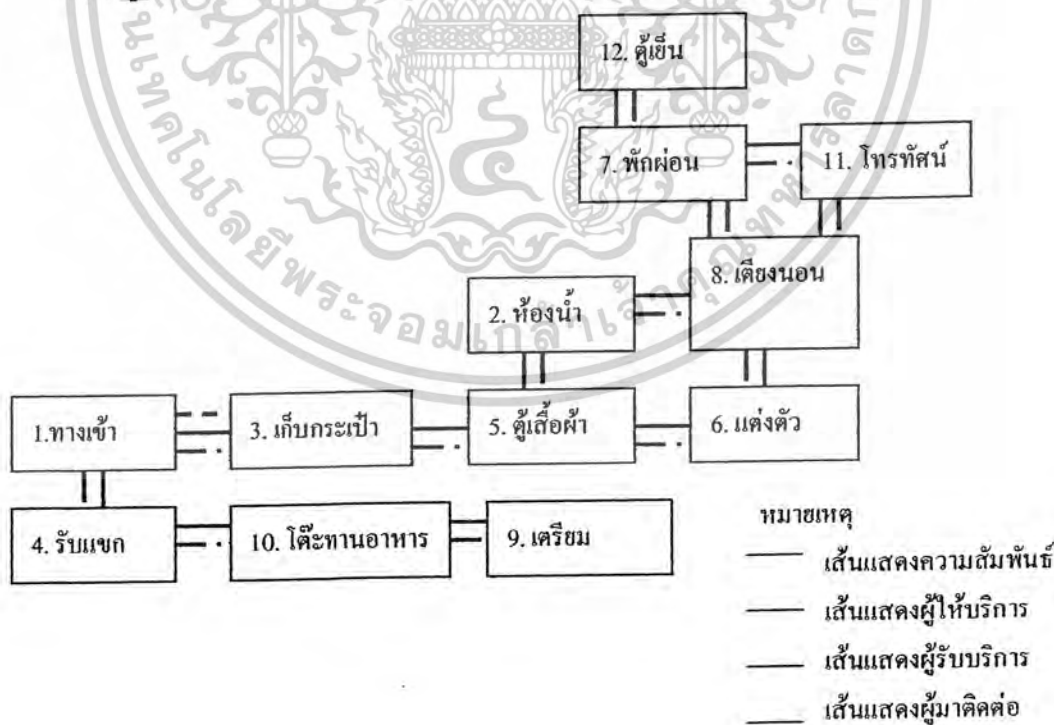 12. ตู้เย็น
7. พักผ่อน
11. โทรทัศน์
8. เตียงนอน
2. ห้องน้ำ
1.ทางเข้า
3. เก็บกระเป๋า
5. ตู้เสื้อผ้า
6. แต่งตัว
4. รับแขก
10. โต๊ะทานอาหาร
9. เตรียม
หมายเหตุ
เส้นแสดงความสัมพันธ์
เส้นแสดงผู้ให้บริการ
เส้นแสดงผู้รับบริการ
เส้นแสดงผู้มาติดต่อ